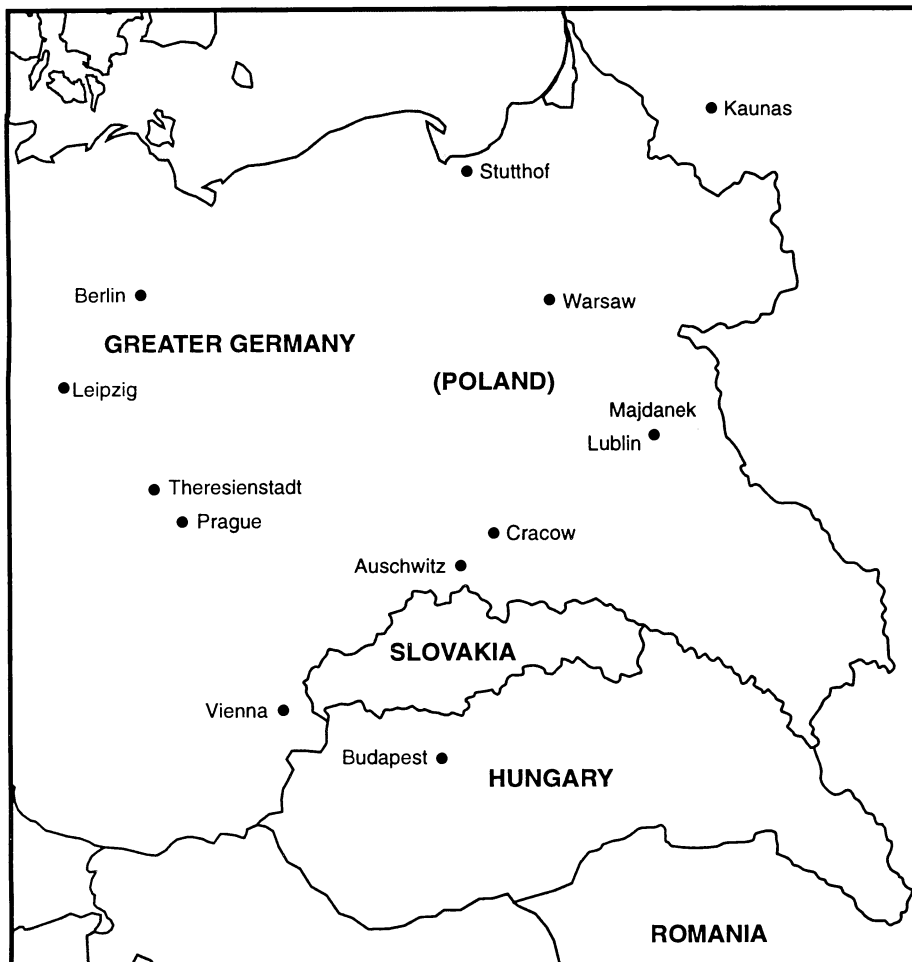 Kaunas
Stutthof
Berlin
Warsaw
GREATER GERMANY
(POLAND)
Leipzig
Majdanek
Lublin
Theresienstadt
Prague
Cracow
Auschwitz
SLOVAKIA
Vienna
Budapest
HUNGARY
ROMANIA